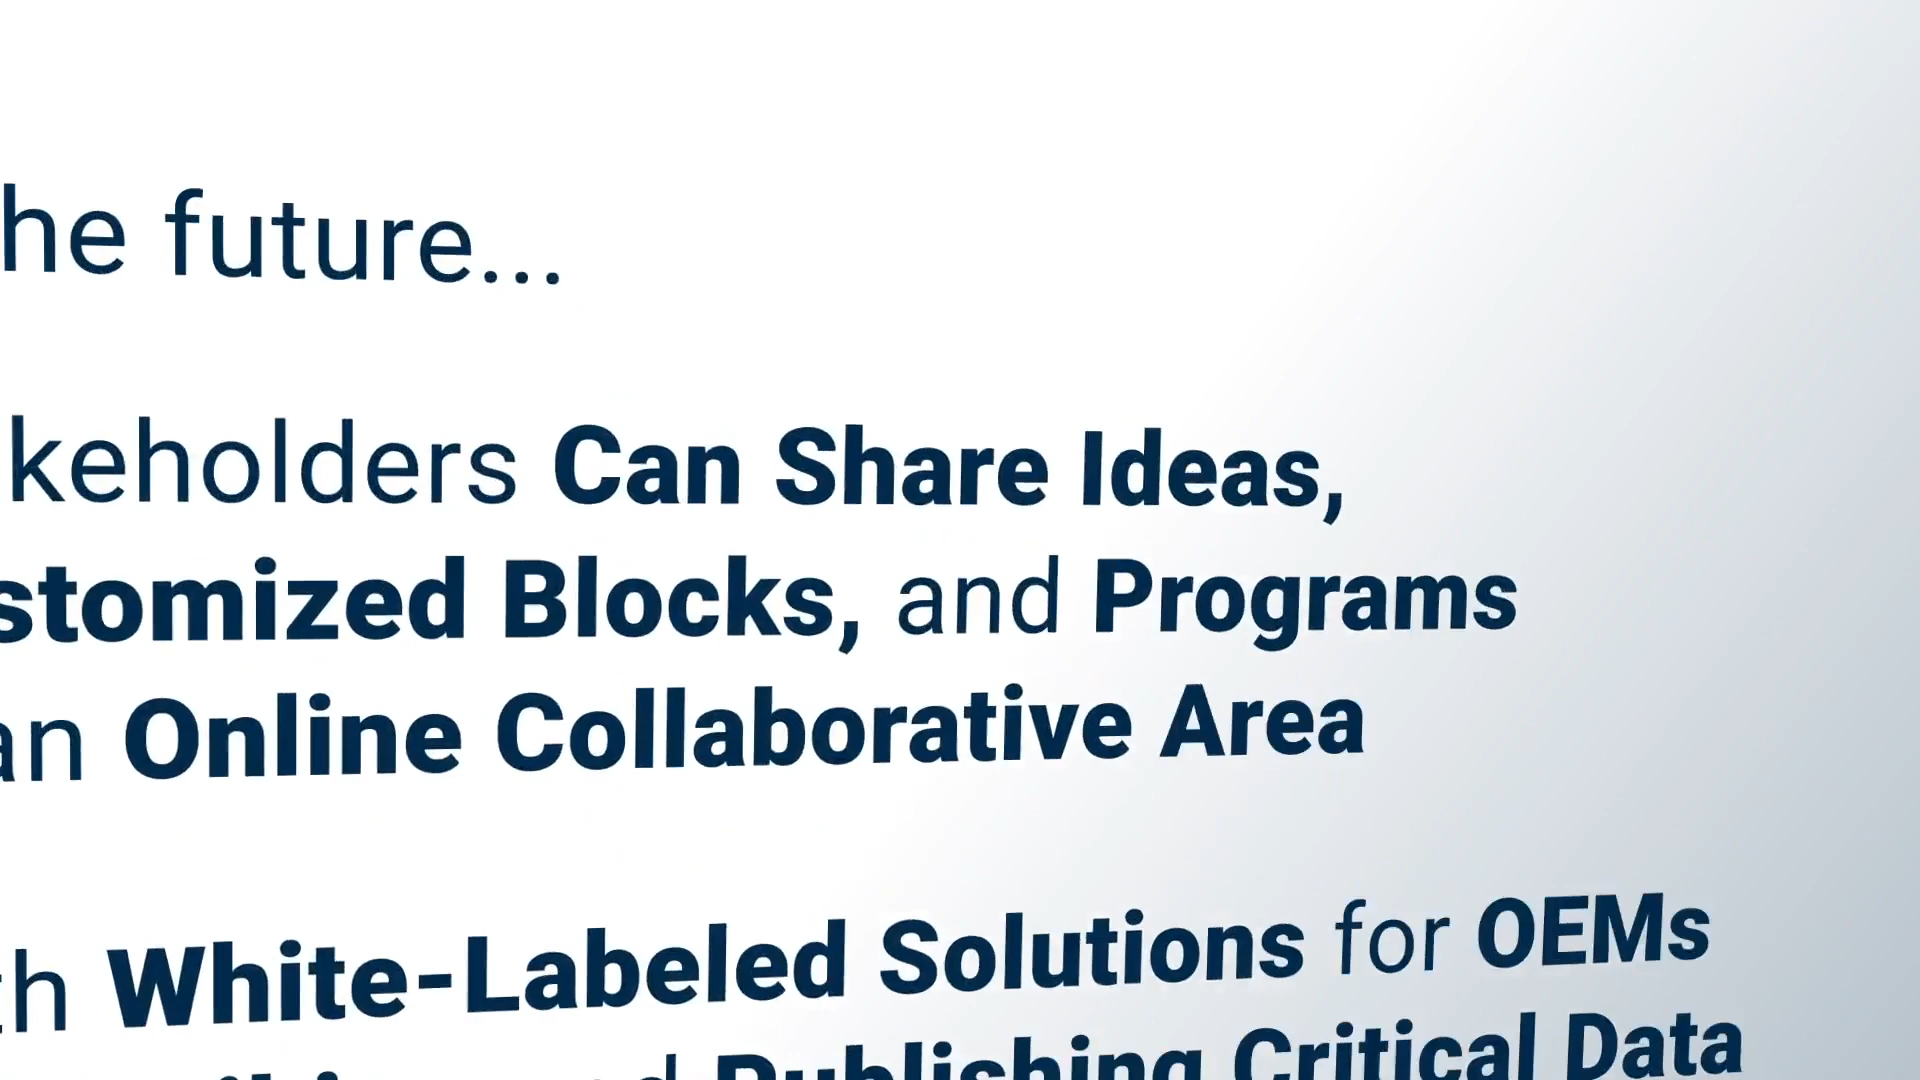 he future...
keholders Can Share Ideas,
stomized Blocks, and Programs
an Online Collaborative Area
th White-Labeled Solutions for OEMs
Publishing Critical Data